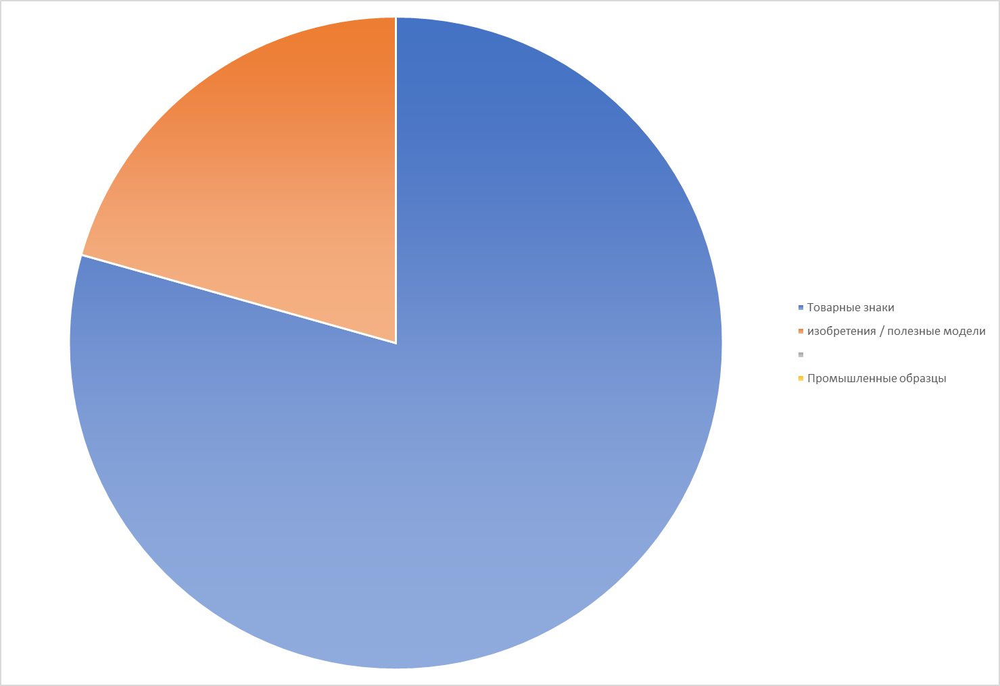 Товарные знаки
изобретения / полезные модели
Промышленные образцы